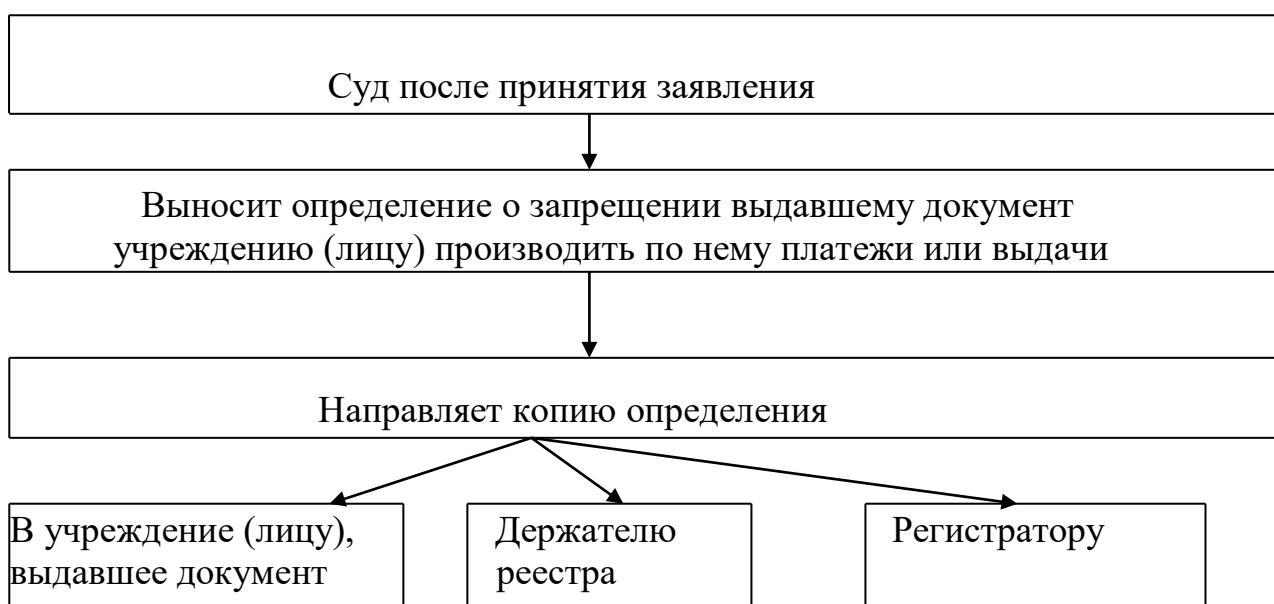 Суд после принятия заявления
Выносит определение о запрещении выдавшему документ
учреждению (лицу) производить по нему платежи или выдачи
Направляет копию определения
В учреждение (лицу),
выдавшее документ
Держателю
реестра
Регистратору